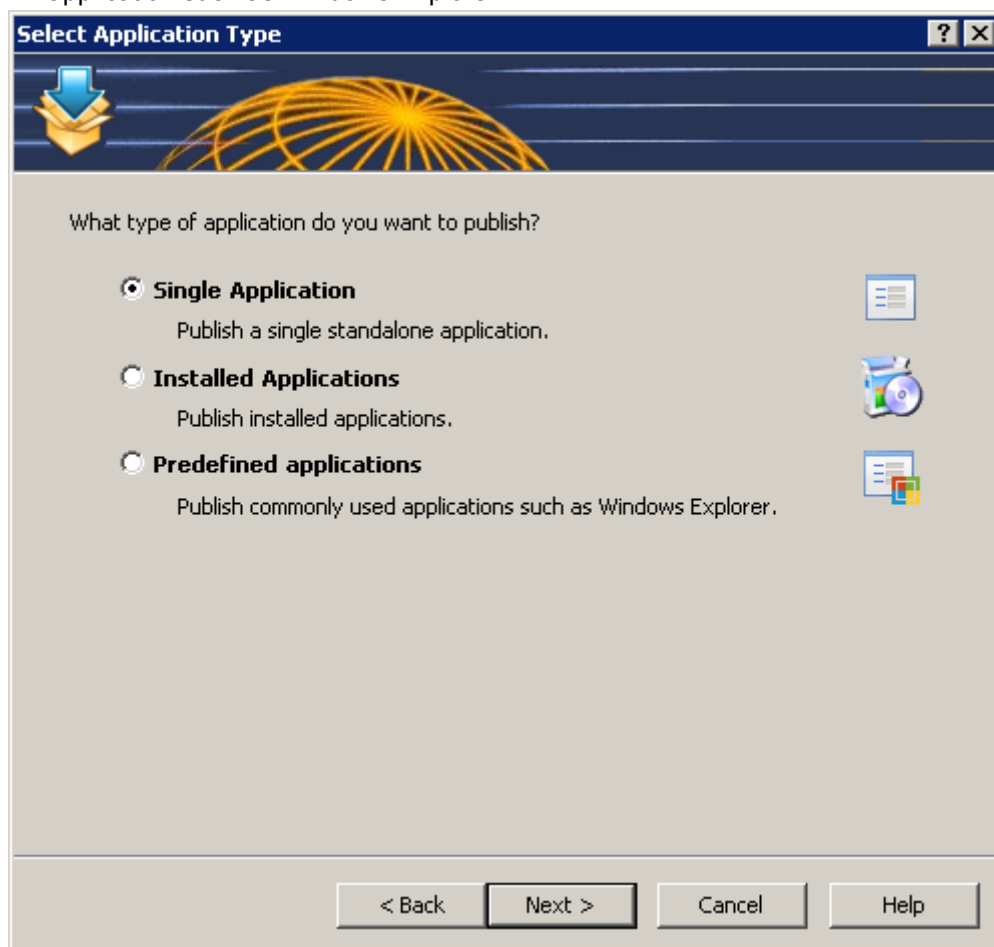 Select Application Type
What type of application do you want to publish?
Single Application
Publish a single standalone application.
Installed Applications
Publish installed applications.
Predefined applications
Publish commonly used applications such as Windows Explorer.
< Back Next > Cancel Help